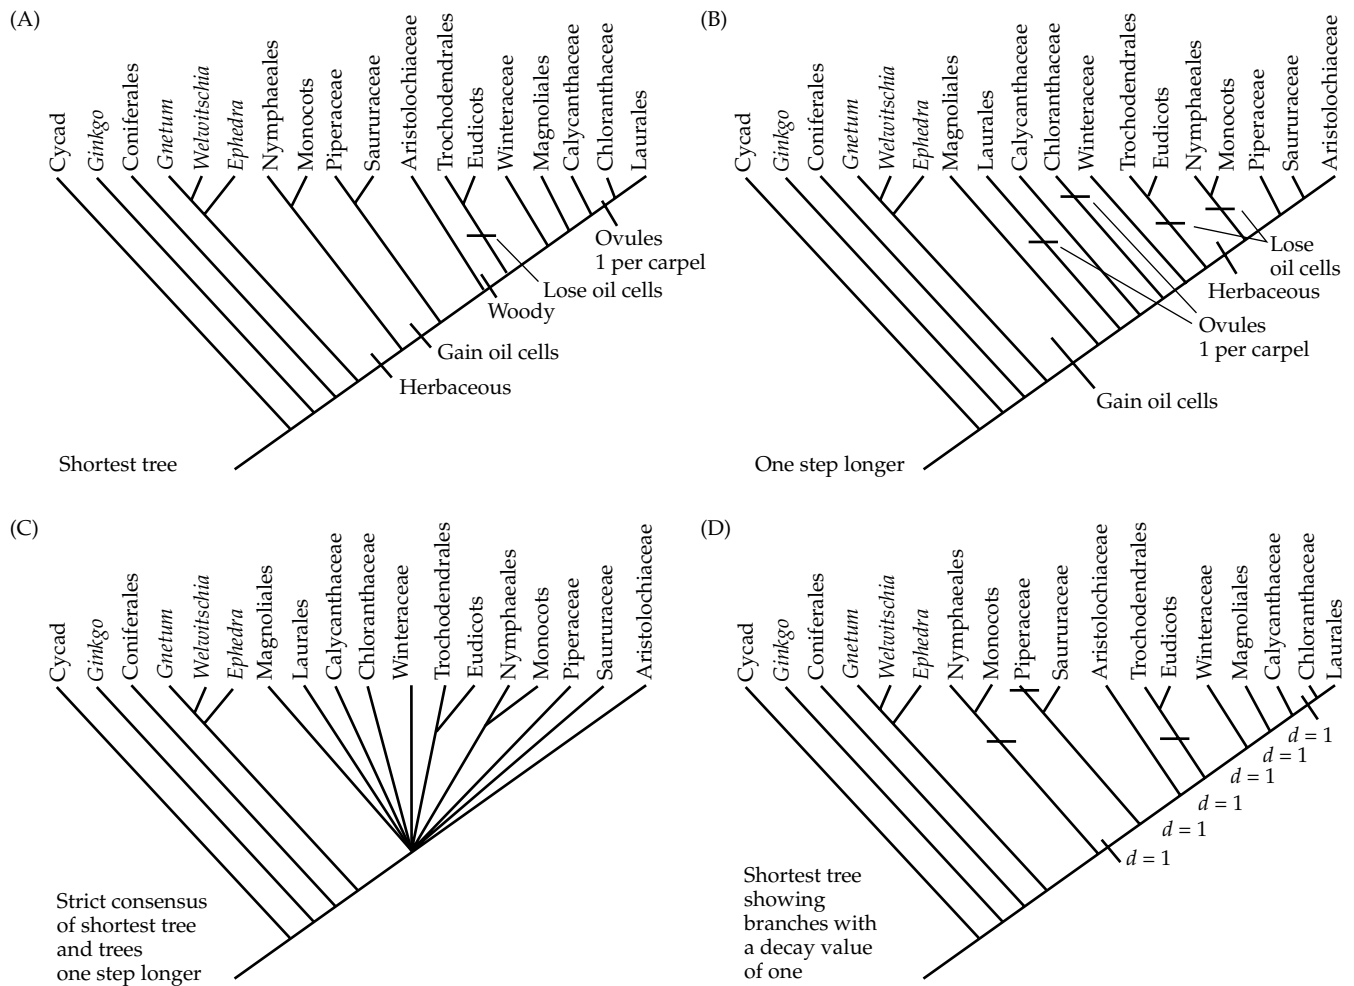 (A)
Cycad
Ginkgo
Coniferales
Gnetum
Welwitschia
Ephedra
Nymphaeales
Monocots
Piperaceae
Saururaceae
Aristolochiaceae
Trochodendrales
Eudicots
Winteraceae
Magnoliales
Calycanthaceae
Chloranthaceae
Laurales
Ovules
1 per carpel
Lose oil cells
Woody
Gain oil cells
Herbaceous
Shortest tree
(B)
Cycad
Ginkgo
Coniferales
Gnetum
Welwitschia
Ephedra
Magnoliales
Laurales
Calycanthaceae
Chloranthaceae
Winteraceae
Trochodendrales
Eudicots
Nymphaeales
Monocots
Piperaceae
Saururaceae
Aristolochiaceae
Lose
oil cells
Herbaceous
Ovules
1 per carpel
Gain oil cells
One step longer
(C)
Cycad
Ginkgo
Coniferales
Gnetum
Welwitschia
Ephedra
Magnoliales
Laurales
Calycanthaceae
Chloranthaceae
Winteraceae
Trochodendrales
Eudicots
Nymphaeales
Monocots
Piperaceae
Saururaceae
Aristolochiaceae
Strict consensus
of shortest tree
and trees
one step longer
(D)
Cycad
Ginkgo
Coniferales
Gnetum
Welwitschia
Ephedra
Nymphaeales
Monocots
Piperaceae
Saururaceae
Aristolochiaceae
Trochodendrales
Eudicots
Winteraceae
Magnoliales
Calycanthaceae
Chloranthaceae
Laurales
d = 1
d = 1
d = 1
d = 1
d = 1
d = 1
Shortest tree
showing
branches with
a decay value
of one